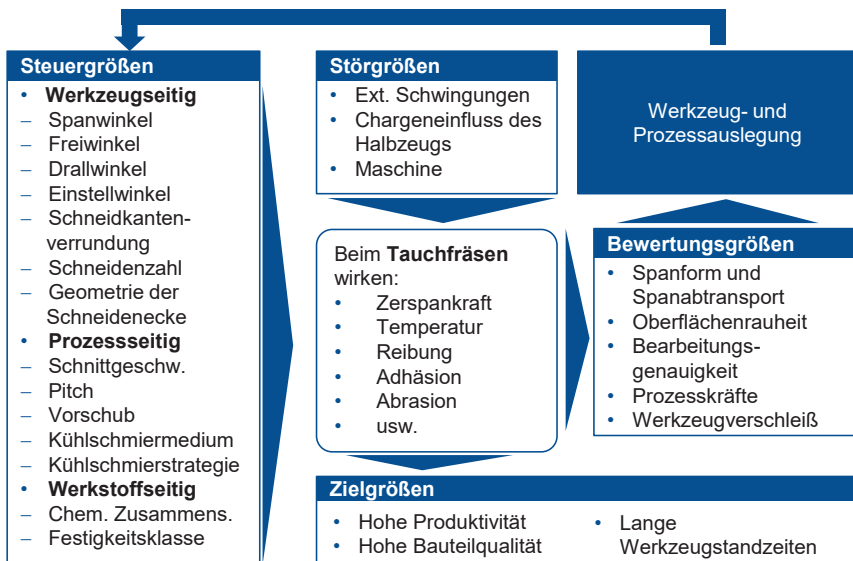 Steuergrößen
• Werkzeugseitig
– Spanwinkel
– Freiwinkel
– Drallwinkel
– Einstellwinkel
– Schneidkanten-
verrundung
– Schneidenzahl
– Geometrie der
Schneidenecke
• Prozessseitig
– Schnittgeschw.
– Pitch
– Vorschub
– Kühlschmiermedium
– Kühlschmierstrategie
• Werkstoffseitig
– Chem. Zusammens.
– Festigkeitsklasse
Störgrößen
• Ext. Schwingungen
• Chargeneinfluss des
Halbzeugs
• Maschine
Beim Tauchfräsen
wirken:
• Zerspankraft
• Temperatur
• Reibung
• Adhäsion
• Abrasion
• usw.
Werkzeug- und
Prozessauslegung
Bewertungsgrößen
• Spanform und
Spanabtransport
• Oberflächenrauheit
• Bearbeitungs-
genauigkeit
• Prozesskräfte
• Werkzeugverschleiß
Zielgrößen
• Hohe Produktivität
• Hohe Bauteilqualität
• Lange
Werkzeugstandzeiten